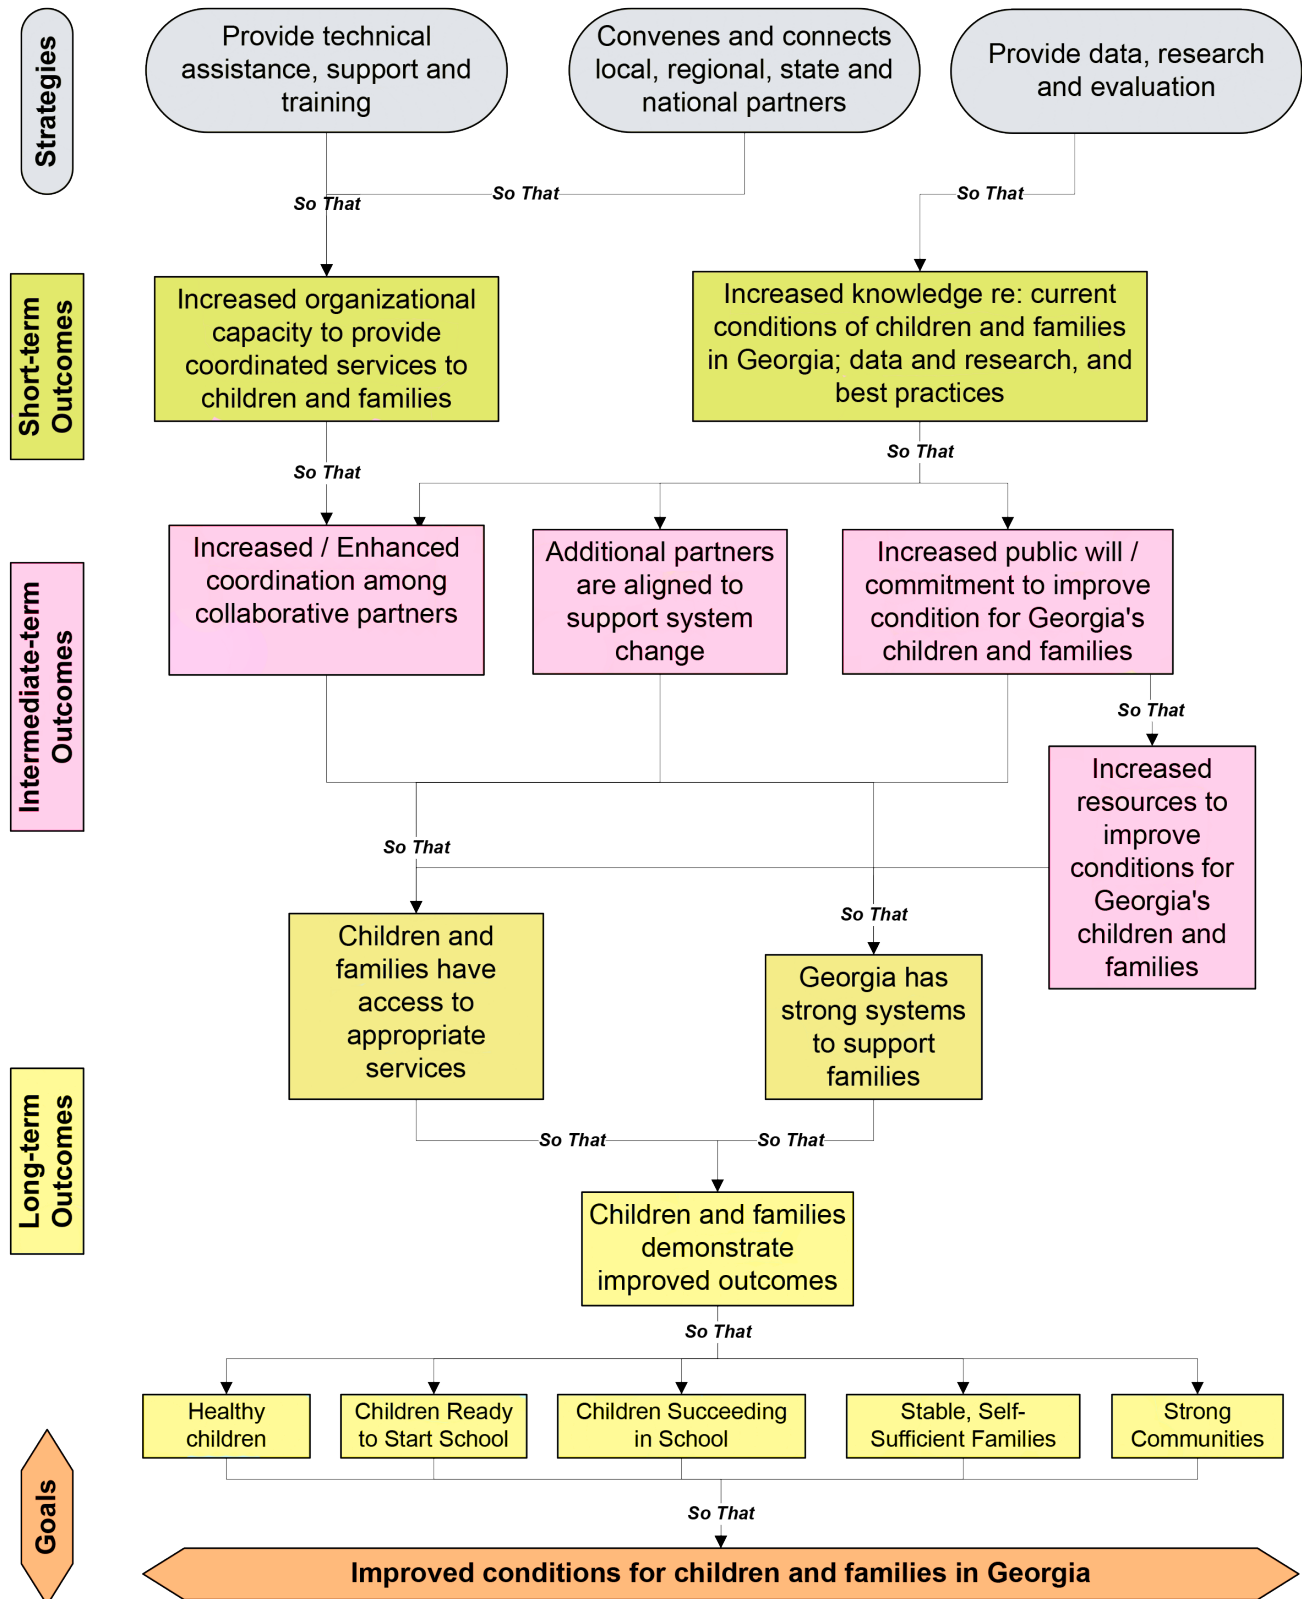 Strategies
Provide technical
assistance, support and
training
Convenes and connects
local, regional, state and
national partners
Provide data, research
and evaluation
So That
So That
So That
Short-term
Outcomes
Increased organizational
capacity to provide
coordinated services to
children and families
Increased knowledge re: current
conditions of children and families
in Georgia; data and research, and
best practices
So That
So That
Intermediate-term
Outcomes
Increased / Enhanced
coordination among
collaborative partners
Additional partners
are aligned to
support system
change
Increased public will /
commitment to improve
condition for Georgia's
children and families
So That
Increased
resources to
improve
conditions for
Georgia's
children and
families
So That
So That
Long-term
Outcomes
Children and
families have
access to
appropriate
services
Georgia has
strong systems
to support
families
So That
So That
Children and families
demonstrate
improved outcomes
So That
Healthy
children
Children Ready
to Start School
Children Succeeding
in School
Stable, Self-
Sufficient Families
Strong
Communities
Goals
So That
Improved conditions for children and families in Georgia